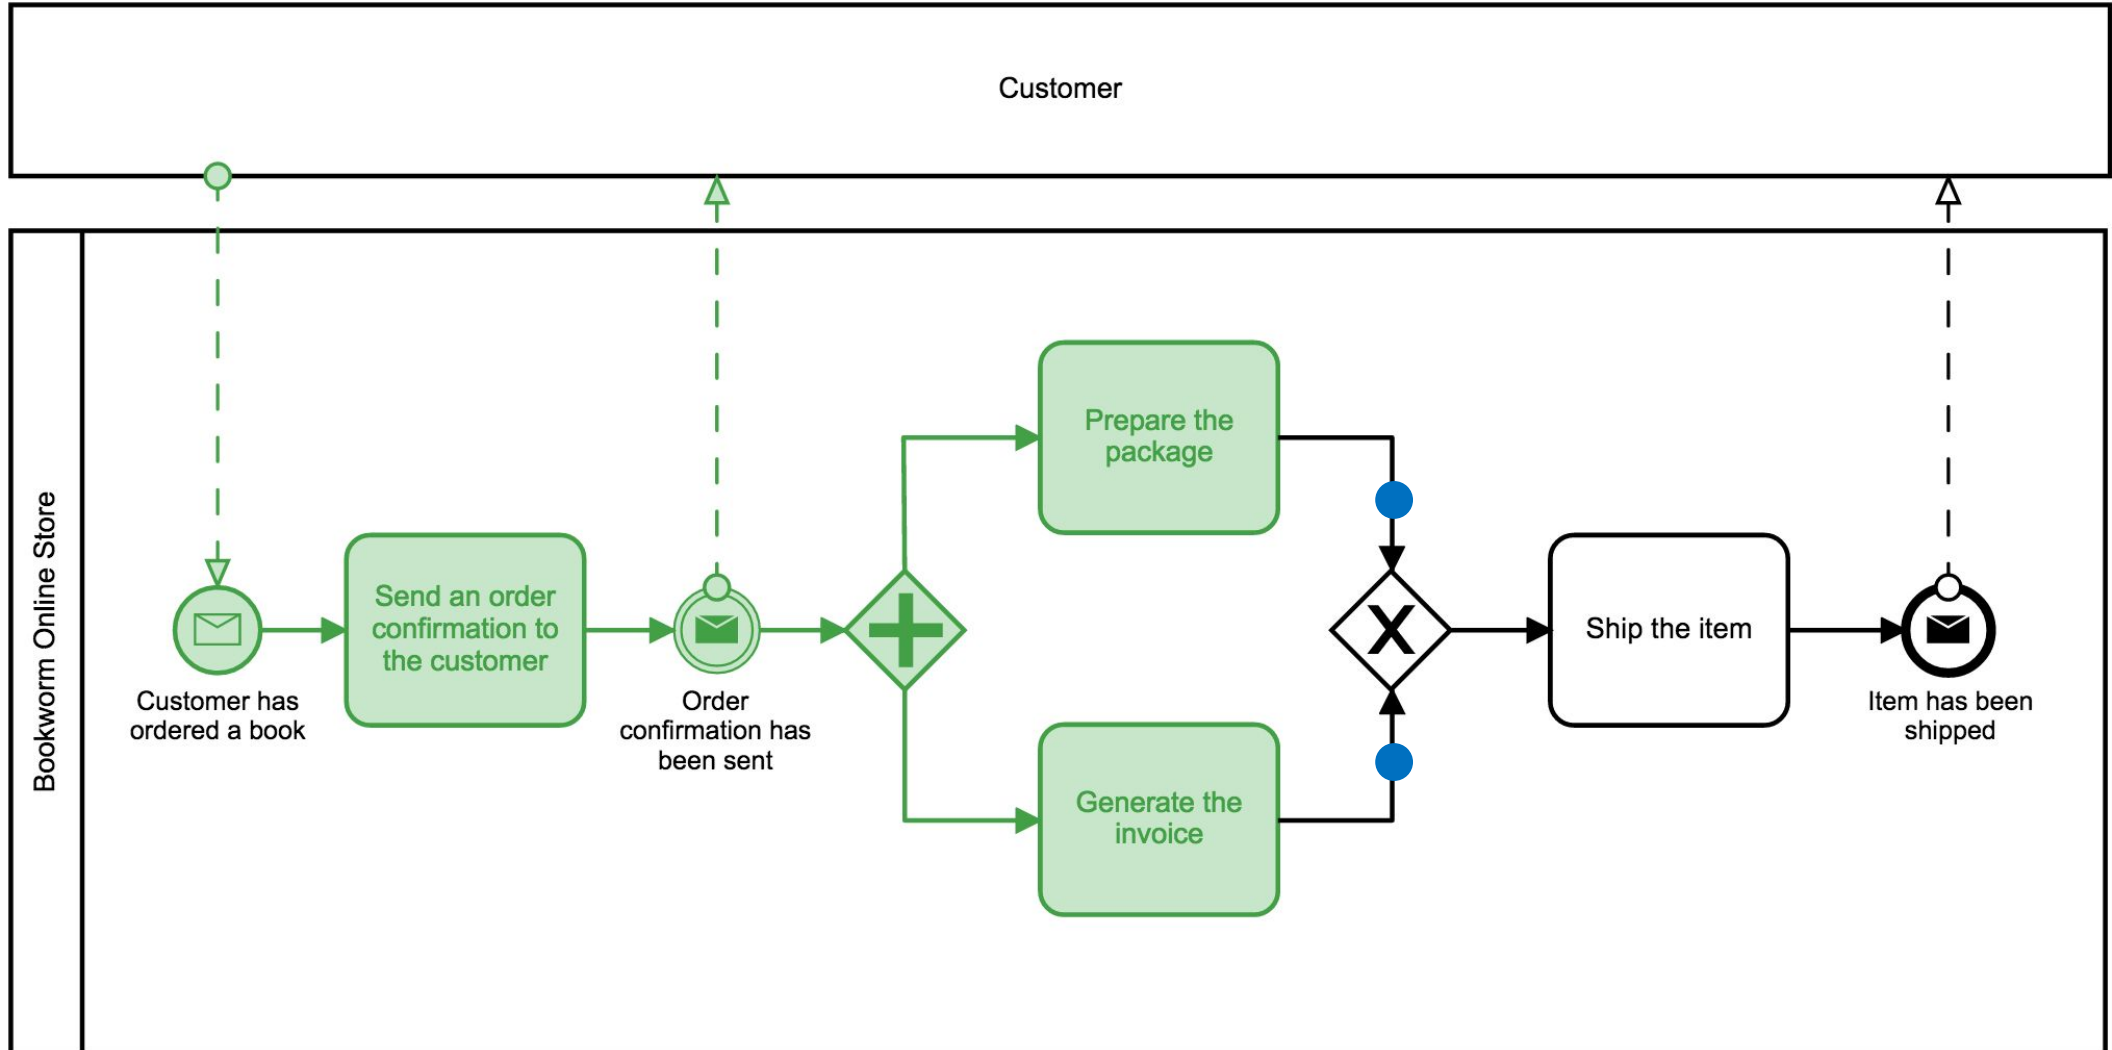 Customer
Bookworm Online Store
Customer has
ordered a book
Send an order
confirmation to
the customer
Order
confirmation has
been sent
Prepare the
package
Generate the
invoice
X
Ship the item
Item has been
shipped